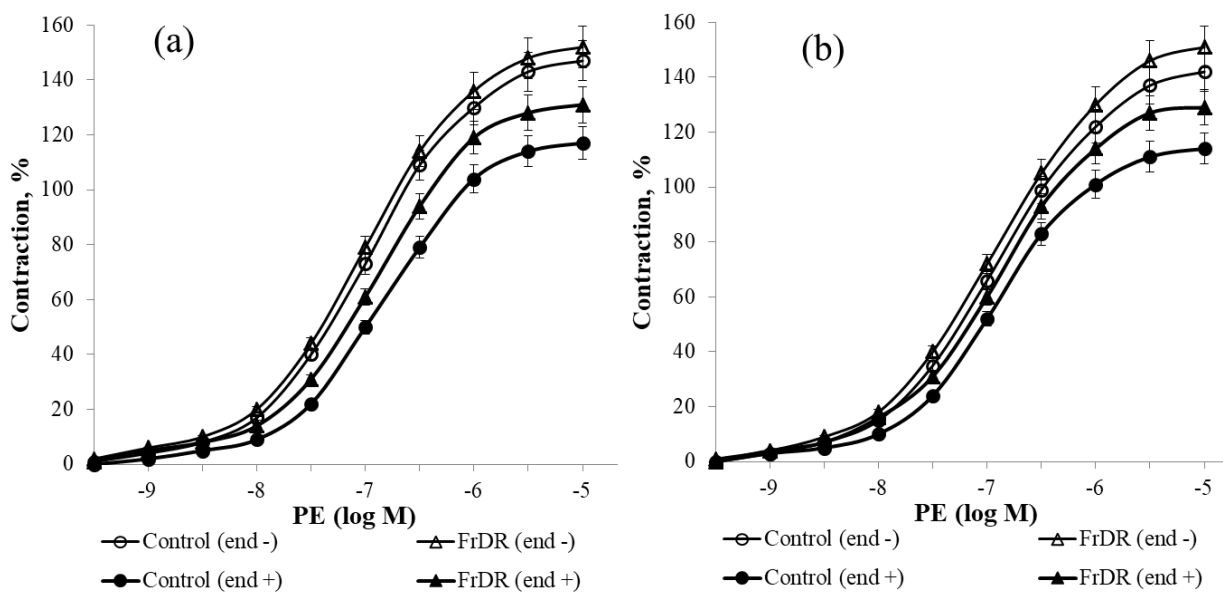 (a)
Contraction, %
160
140
120
100
80
60
40
20
0
-9 -8 -7 -6 -5
PE (log M)
Control (end -) FrDR (end -)
Control (end +) FrDR (end +)
(b)
Contraction, %
160
140
120
100
80
60
40
20
0
-9 -8 -7 -6 -5
PE (log M)
Control (end -) FrDR (end -)
Control (end +) FrDR (end +)